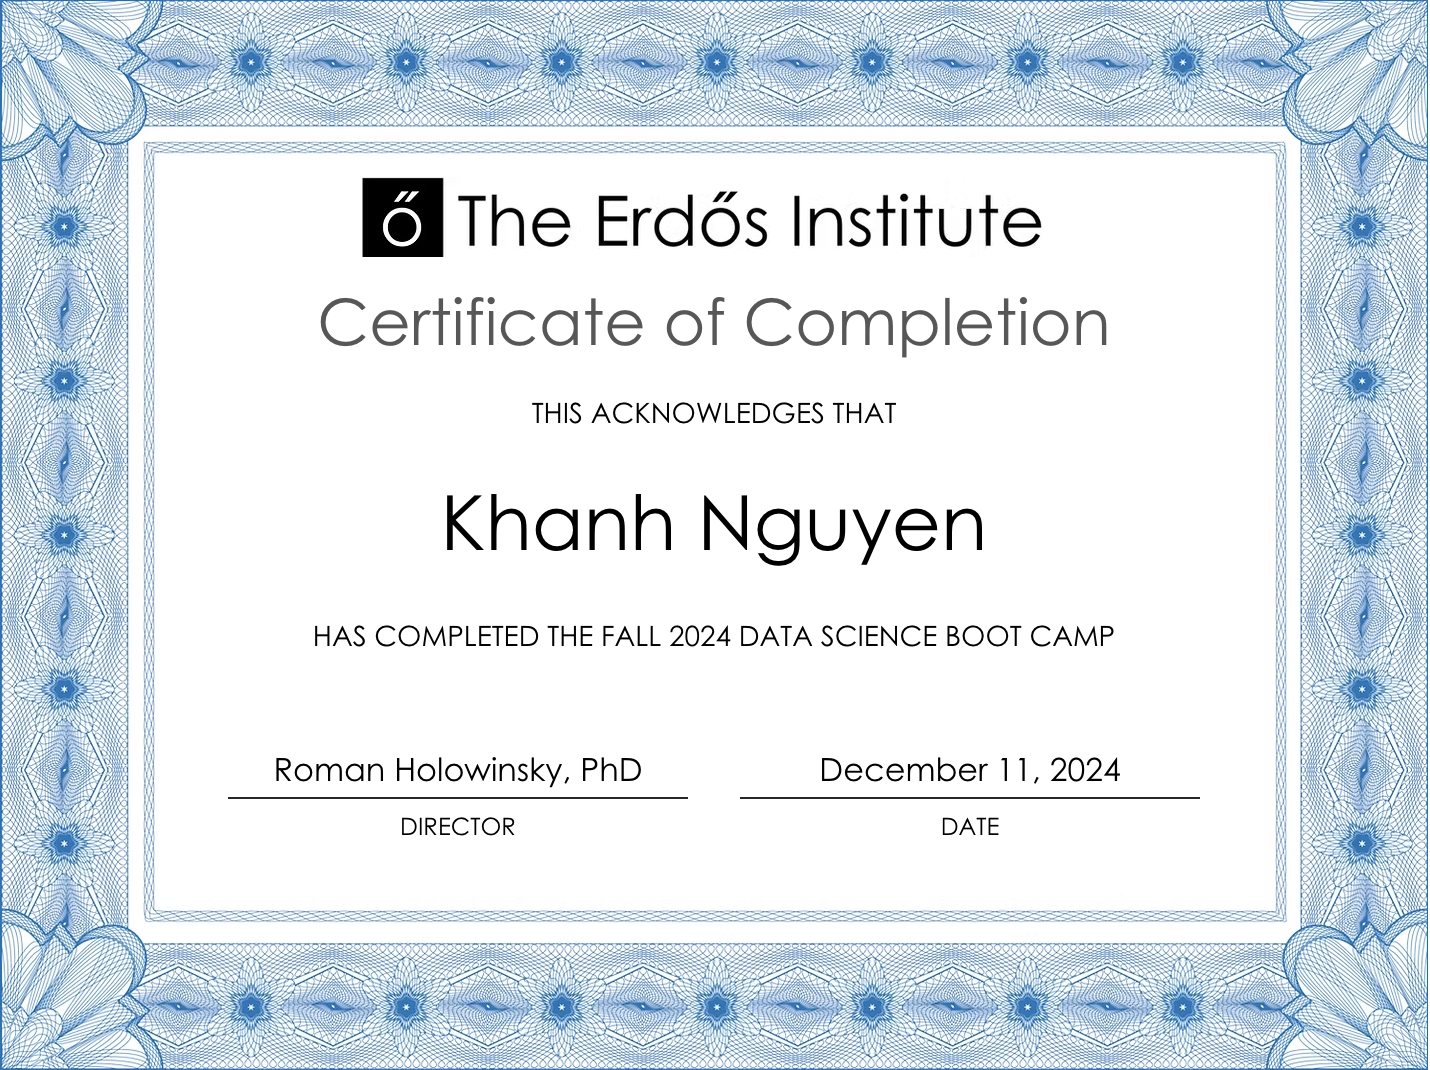 ő The Erdős Institute
Certificate of Completion
THIS ACKNOWLEDGES THAT
Khanh Nguyen
HAS COMPLETED THE FALL 2024 DATA SCIENCE BOOT CAMP
Roman Holowinsky, PhD
December 11, 2024
DIRECTOR
DATE